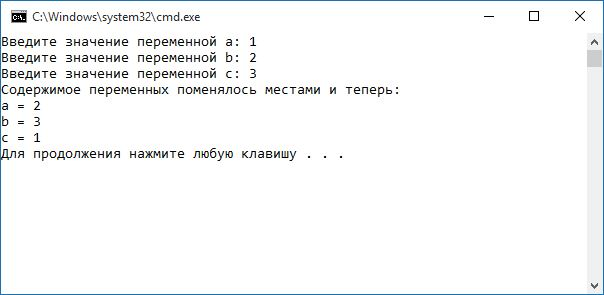 C:\Windows\system32\cmd.exe
Введите значение переменной a: 1
Введите значение переменной b: 2
Введите значение переменной c: 3
Содержимое переменных поменялось местами и теперь:
a = 2
b = 3
c = 1
Для продолжения нажмите любую клавишу . . .